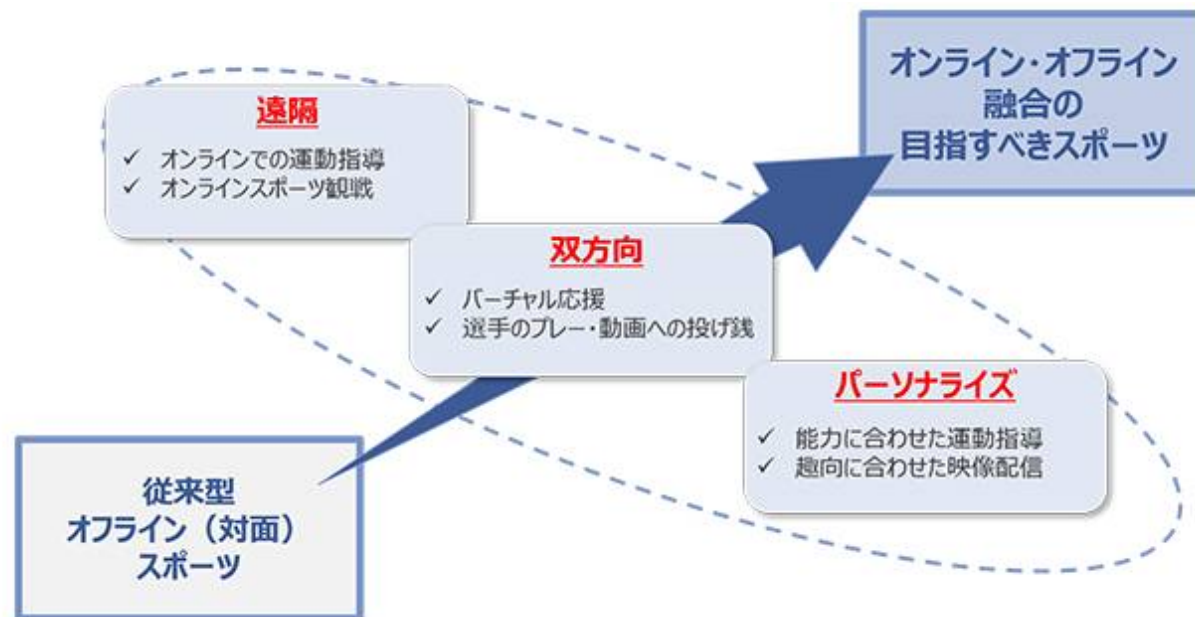 オンライン・オフライン
融合の
目指すべきスポーツ
遠隔
✓ オンラインでの運動指導
✓ オンラインスポーツ観戦
双方向
✓ バーチャル応援
✓ 選手のプレー・動画への投げ銭
パーソナライズ
✓ 能力に合わせた運動指導
✓ 趣向に合わせた映像配信
従来型
オフライン（対面）
スポーツ